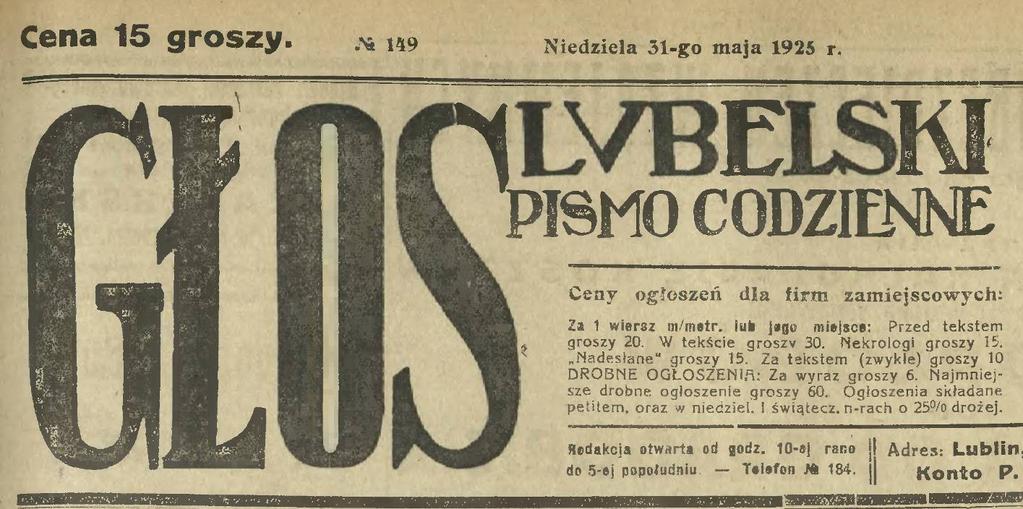 Cena 15 groszy. № 149 Niedziela 31-go maja 1925 r.
GŁOS LVBELSKI
PISMO CODZIENNE
Ceny ogłoszeń dla firm zamiejscowych:
Za 1 wiersz m/metr. lub jego miejsce: Przed tekstem
groszy 20. W tekście groszy 30. Nekrologi groszy 15.
„Nadesłane" groszy 15. Za tekstem (zwykłe) groszy 10
DROBNE OGŁOSZENIA: Za wyraz groszy 6. Najmniej-
sze drobne ogłoszenie groszy 60. Ogłoszenia składane
petitem, oraz w niedziel. i świątecz. n-rach o 25% drożej.
Redakcja otwarta od godz. 10-ej rano
do 5-ej popołudniu — Telefon № 184.
Adres: Lublin,
Konto P.